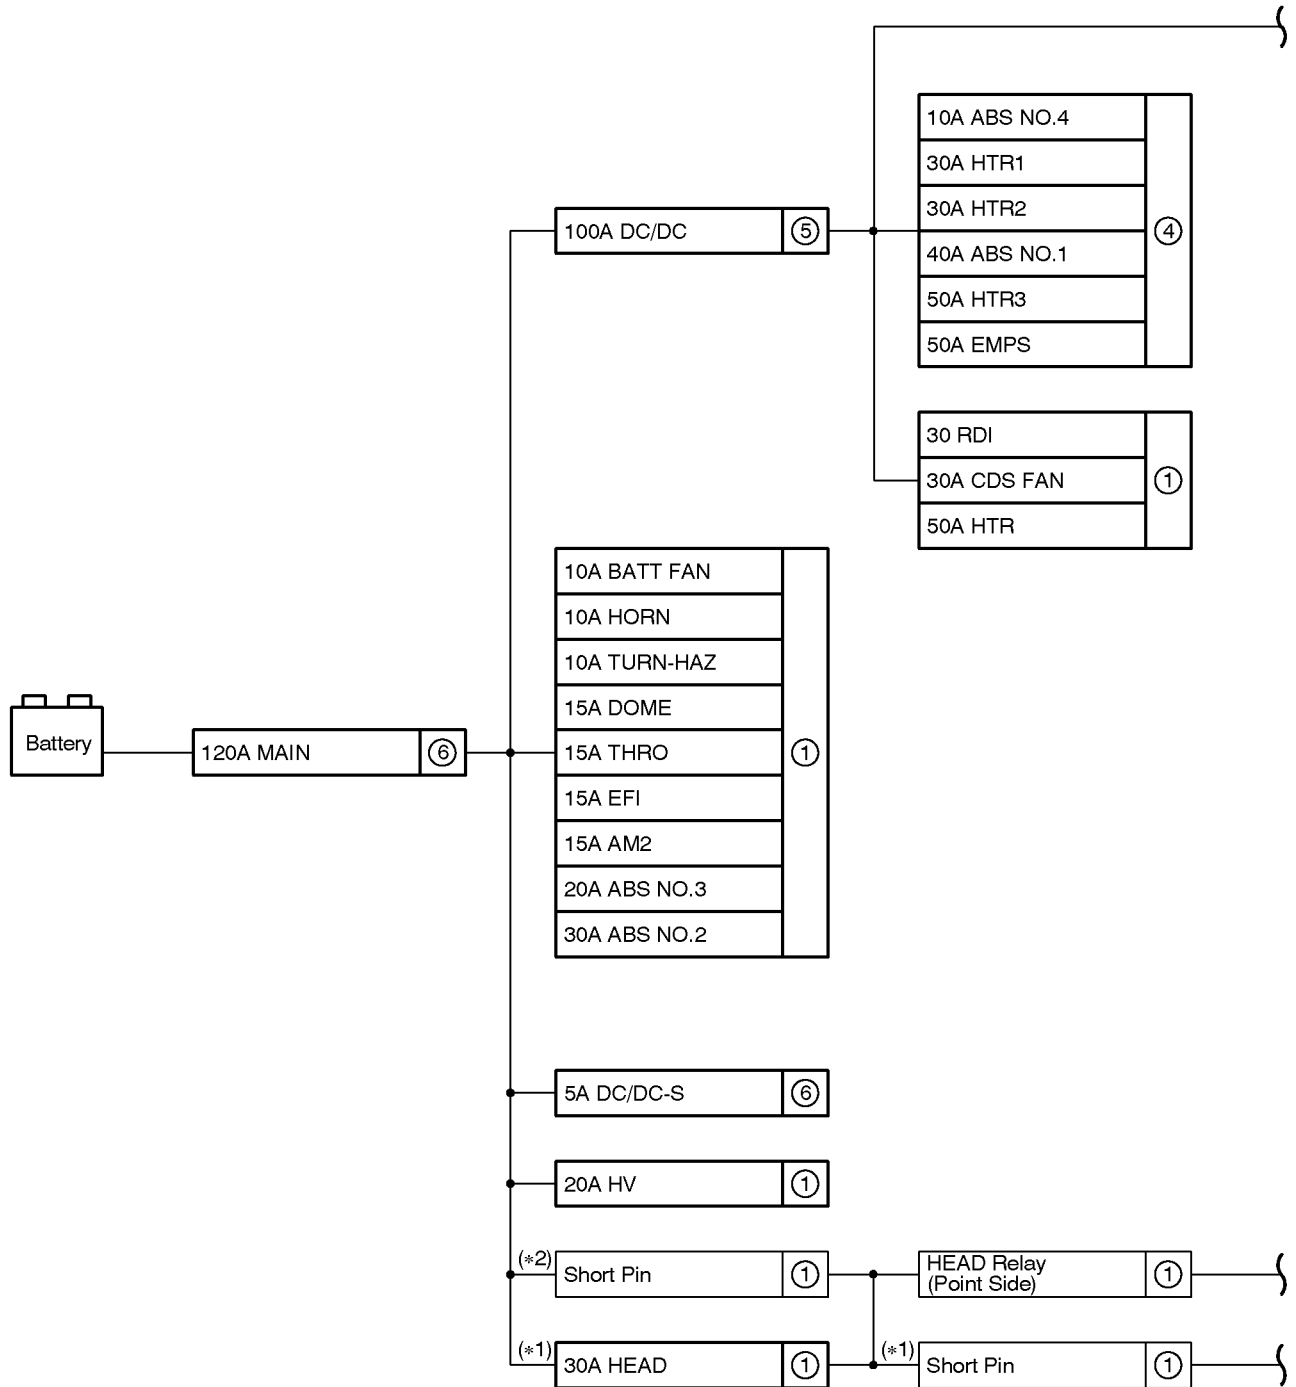 10A ABS NO.4
30A HTR1
30A HTR2
100A DC/DC ⑤
④
40A ABS NO.1
50A HTR3
50A EMPS
30 RDI
30A CDS FAN ①
50A HTR
10A BATT FAN
10A HORN
10A TURN-HAZ
15A DOME
Battery
120A MAIN ⑥
15A THRO ①
15A EFI
15A AM2
20A ABS NO.3
30A ABS NO.2
5A DC/DC-S ⑥
20A HV ①
(∗2) Short Pin ①
HEAD Relay
(Point Side) ①
(∗1) 30A HEAD ①
(∗1) Short Pin ①